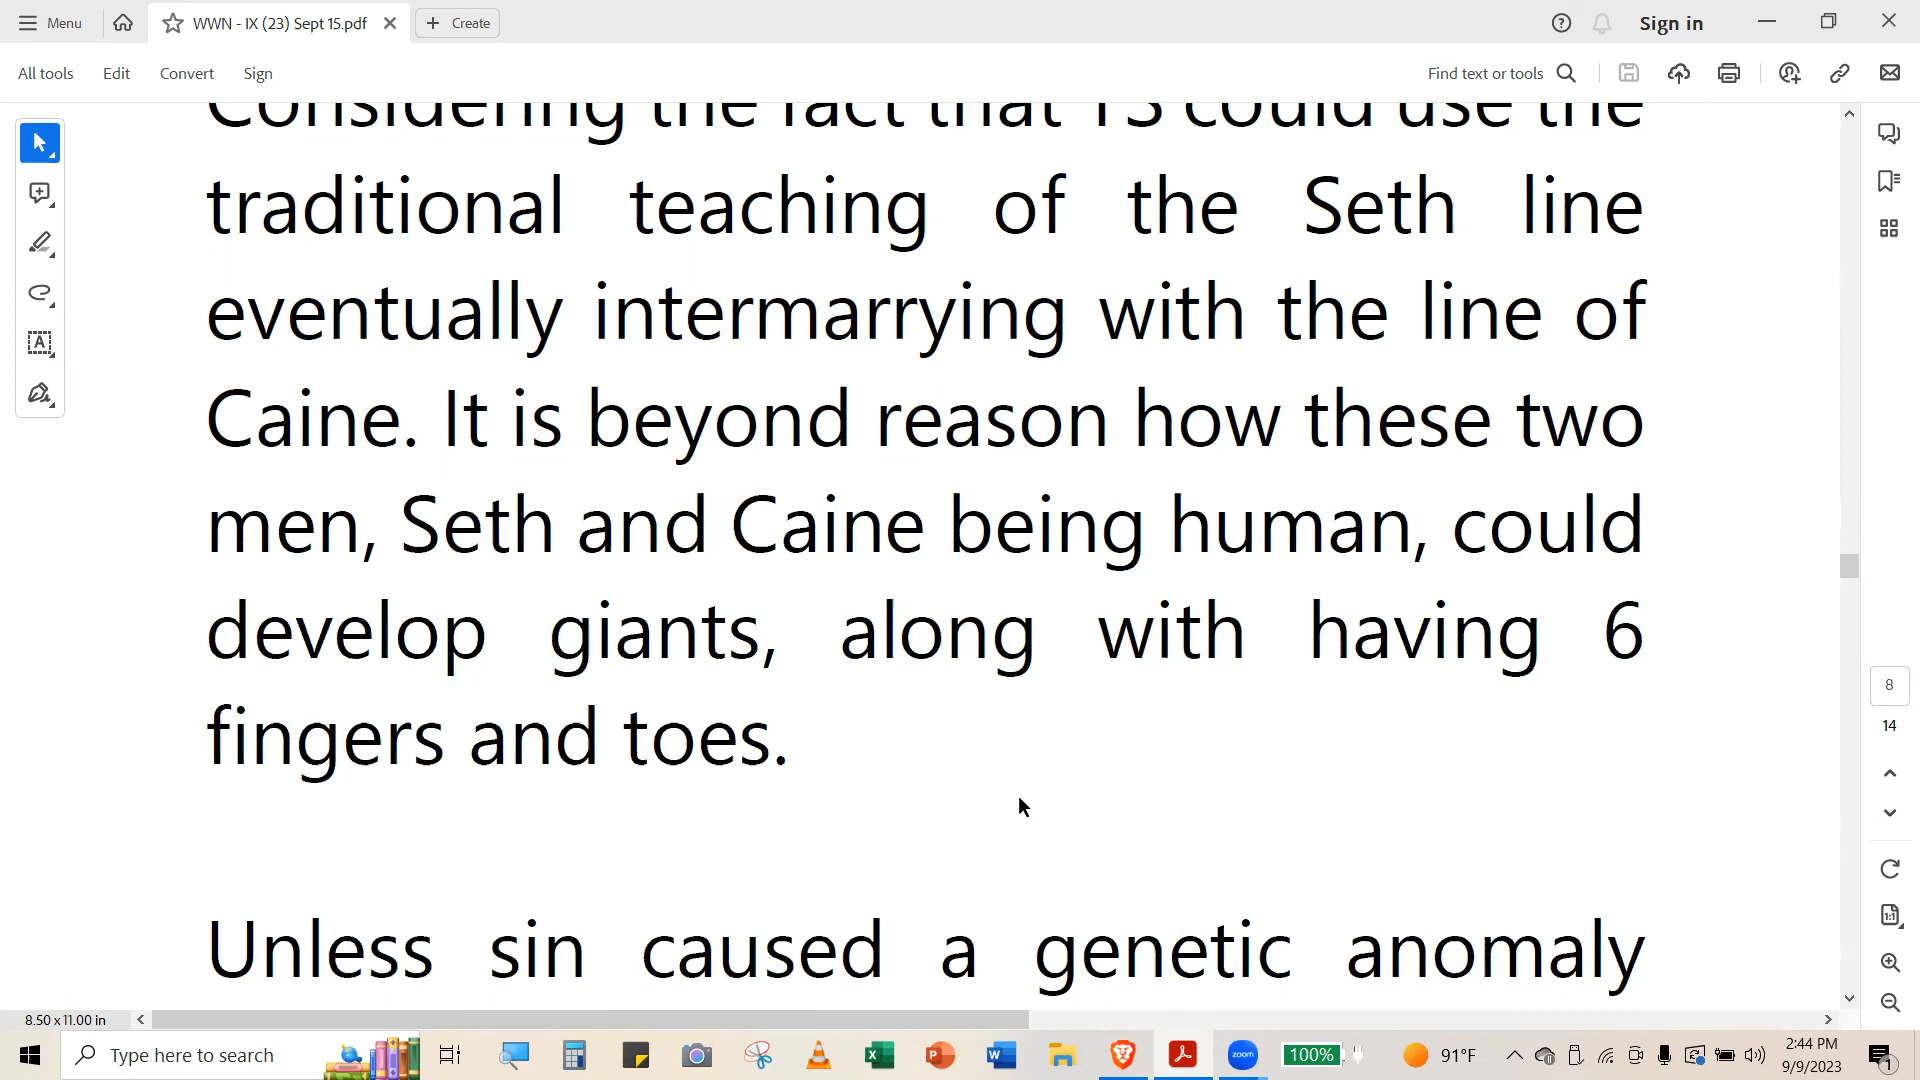 Menu
WWN - IX (23) Sept 15.pdf
Create
Sign in
All tools Edit Convert Sign
Find text or tools
Considering the fact that TS could use the
traditional teaching of the Seth line
eventually intermarrying with the line of
Caine. It is beyond reason how these two
men, Seth and Caine being human, could
develop giants, along with having 6
fingers and toes.
Unless sin caused a genetic anomaly
8
14
8.50 x 11.00 in
Type here to search
zoom
100%
91°F
2:44 PM
9/9/2023
1